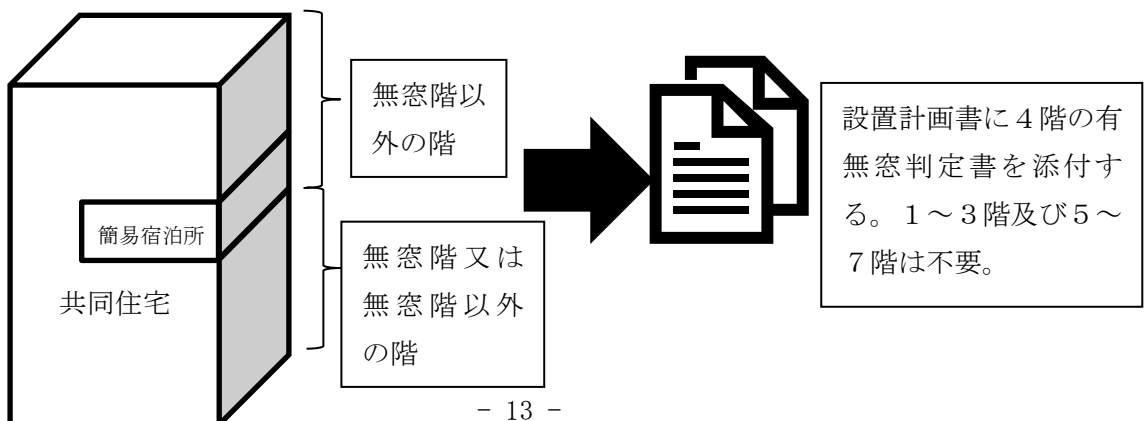 無窓階以
外の階
簡易宿泊所
共同住宅
無窓階又は
無窓階以外
の階
設置計画書に４階の有
無窓判定書を添付す
る。１～３階及び５～
７階は不要。
- 13 -